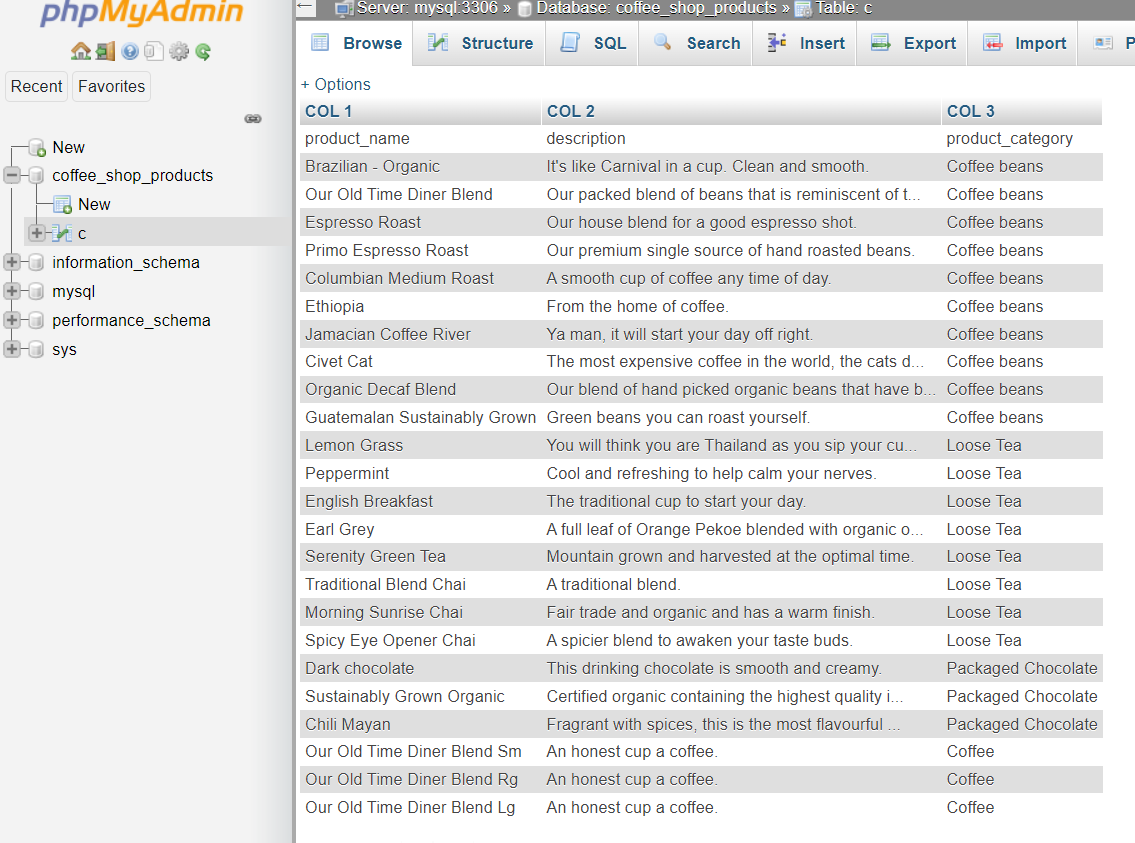 phpMyAdmin
Recent Favorites
New
coffee_shop_products
New
c
information_schema
mysql
performance_schema
sys
Server: mysql:3306 » Database: coffee_shop_products » Table: c
Browse Structure SQL Search Insert Export Import P
+ Options
COL 1 COL 2 COL 3
product_name description product_category
Brazilian - Organic It's like Carnival in a cup. Clean and smooth. Coffee beans
Our Old Time Diner Blend Our packed blend of beans that is reminiscent of t... Coffee beans
Espresso Roast Our house blend for a good espresso shot. Coffee beans
Primo Espresso Roast Our premium single source of hand roasted beans. Coffee beans
Columbian Medium Roast A smooth cup of coffee any time of day. Coffee beans
Ethiopia From the home of coffee. Coffee beans
Jamacian Coffee River Ya man, it will start your day off right. Coffee beans
Civet Cat The most expensive coffee in the world, the cats d... Coffee beans
Organic Decaf Blend Our blend of hand picked organic beans that have b... Coffee beans
Guatemalan Sustainably Grown Green beans you can roast yourself. Coffee beans
Lemon Grass You will think you are Thailand as you sip your cu... Loose Tea
Peppermint Cool and refreshing to help calm your nerves. Loose Tea
English Breakfast The traditional cup to start your day. Loose Tea
Earl Grey A full leaf of Orange Pekoe blended with organic o... Loose Tea
Serenity Green Tea Mountain grown and harvested at the optimal time. Loose Tea
Traditional Blend Chai A traditional blend. Loose Tea
Morning Sunrise Chai Fair trade and organic and has a warm finish. Loose Tea
Spicy Eye Opener Chai A spicier blend to awaken your taste buds. Loose Tea
Dark chocolate This drinking chocolate is smooth and creamy. Packaged Chocolate
Sustainably Grown Organic Certified organic containing the highest quality i... Packaged Chocolate
Chili Mayan Fragrant with spices, this is the most flavourful ... Packaged Chocolate
Our Old Time Diner Blend Sm An honest cup a coffee. Coffee
Our Old Time Diner Blend Rg An honest cup a coffee. Coffee
Our Old Time Diner Blend Lg An honest cup a coffee. Coffee